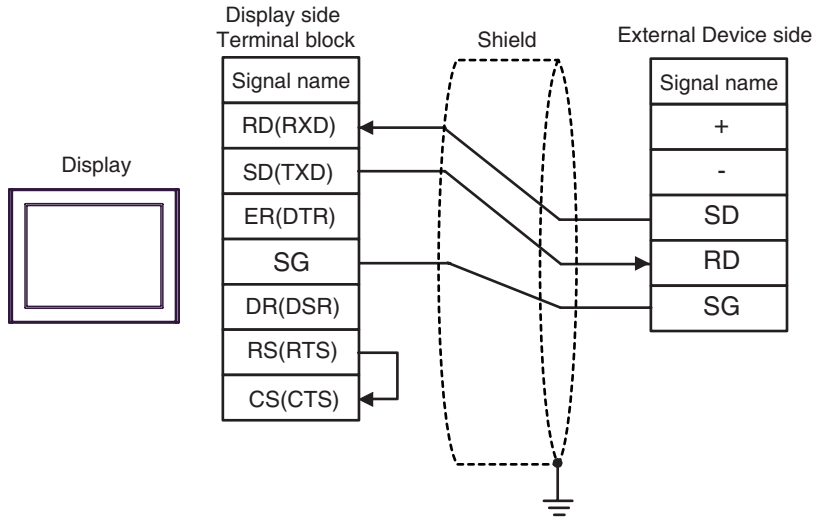 Display side
Terminal block
Shield
External Device side
Signal name
Signal name
RD(RXD)
+
Display
SD(TXD)
-
ER(DTR)
SD
SG
RD
DR(DSR)
SG
RS(RTS)
CS(CTS)